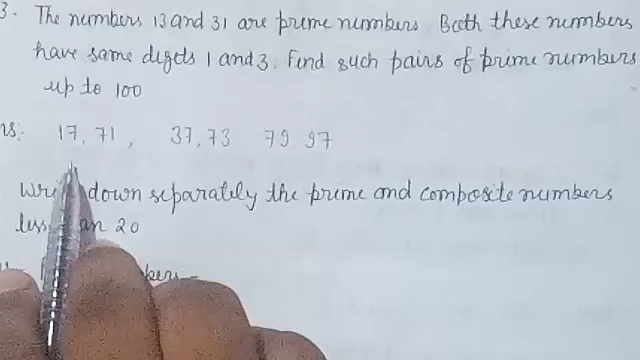 3. The numbers 13 and 31 are prime numbers. Both these numbers
have same digits 1 and 3. Find such pairs of prime numbers
up to 100
ns: 17, 71, 37, 73 79, 97
down separately the prime and composite numbers
20